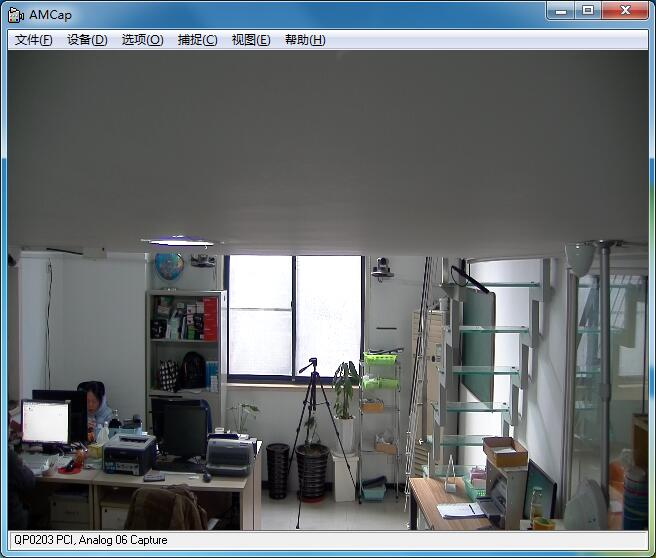 AMCap
文件(F) 设备(D) 选项(O) 捕捉(C) 视图(E) 帮助(H)
QP0203 PCI, Analog 06 Capture